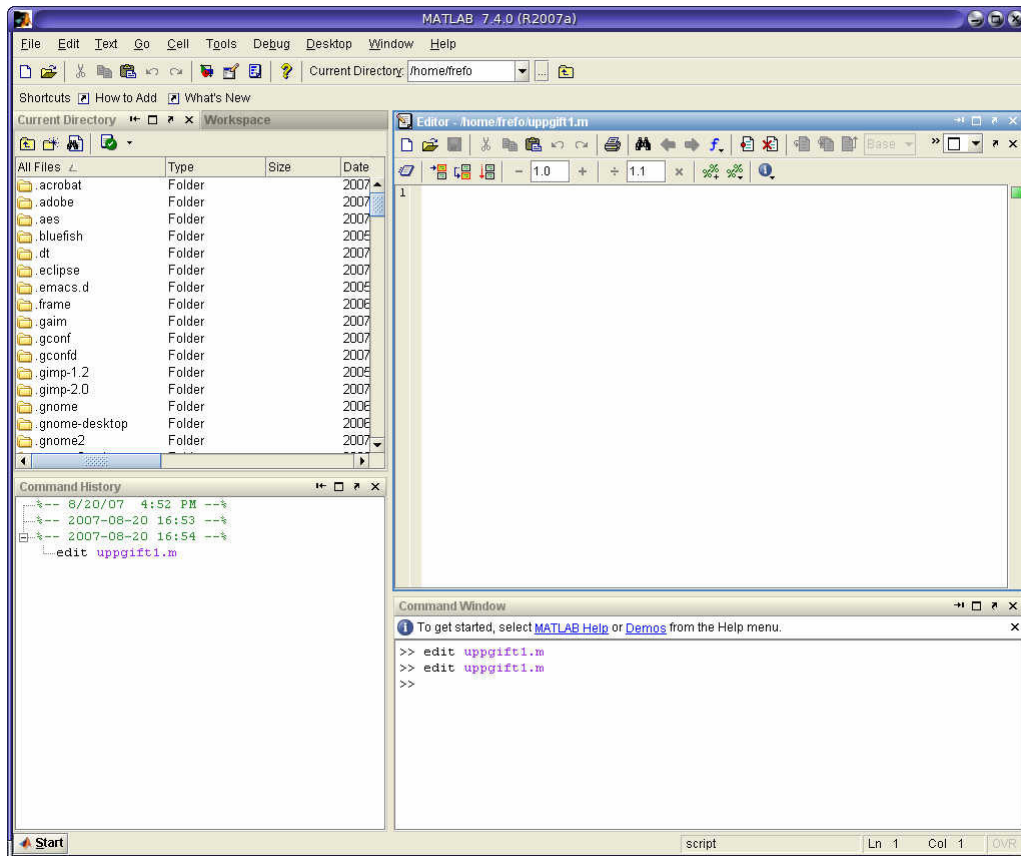 MATLAB 7.4.0 (R2007a)
File Edit Text Go Cell Tools Debug Desktop Window Help
Current Directory: /home/frefo
Shortcuts How to Add What's New
Current Directory Workspace
All Files Type Size Date
.acrobat Folder 2007
.adobe Folder 2007
.aes Folder 2007
.bluefish Folder 2005
.dt Folder 2007
.eclipse Folder 2007
.emacs.d Folder 2005
.frame Folder 2006
.gaim Folder 2007
.gconf Folder 2007
.gconfd Folder 2007
.gimp-1.2 Folder 2005
.gimp-2.0 Folder 2007
.gnome Folder 2006
.gnome-desktop Folder 2006
.gnome2 Folder 2007
Editor - /home/frefo/uppgift1.m
Base
1.0 1.1
1
Command History
%-- 8/20/07 4:52 PM --%
%-- 2007-08-20 16:53 --%
%-- 2007-08-20 16:54 --%
edit uppgift1.m
Command Window
To get started, select MATLAB Help or Demos from the Help menu.
>> edit uppgift1.m
>> edit uppgift1.m
>>
Start
script Ln 1 Col 1 OVR